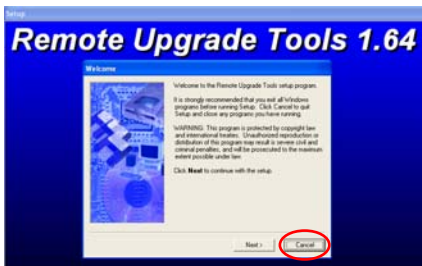 Setup
Remote Upgrade Tools 1.64
Welcome
Welcome to the Remote Upgrade Tools setup program.
It is strongly recommended that you exit all Windows
programs before running Setup. Click Cancel to quit
Setup and close any programs you have running.
WARNING: This program is protected by copyright law
and international treaties. Unauthorized reproduction or
distribution of this program may result in severe civil and
criminal penalties, and will be prosecuted to the maximum
extent possible under law.
Click Next to continue with the setup.
Next >
Cancel